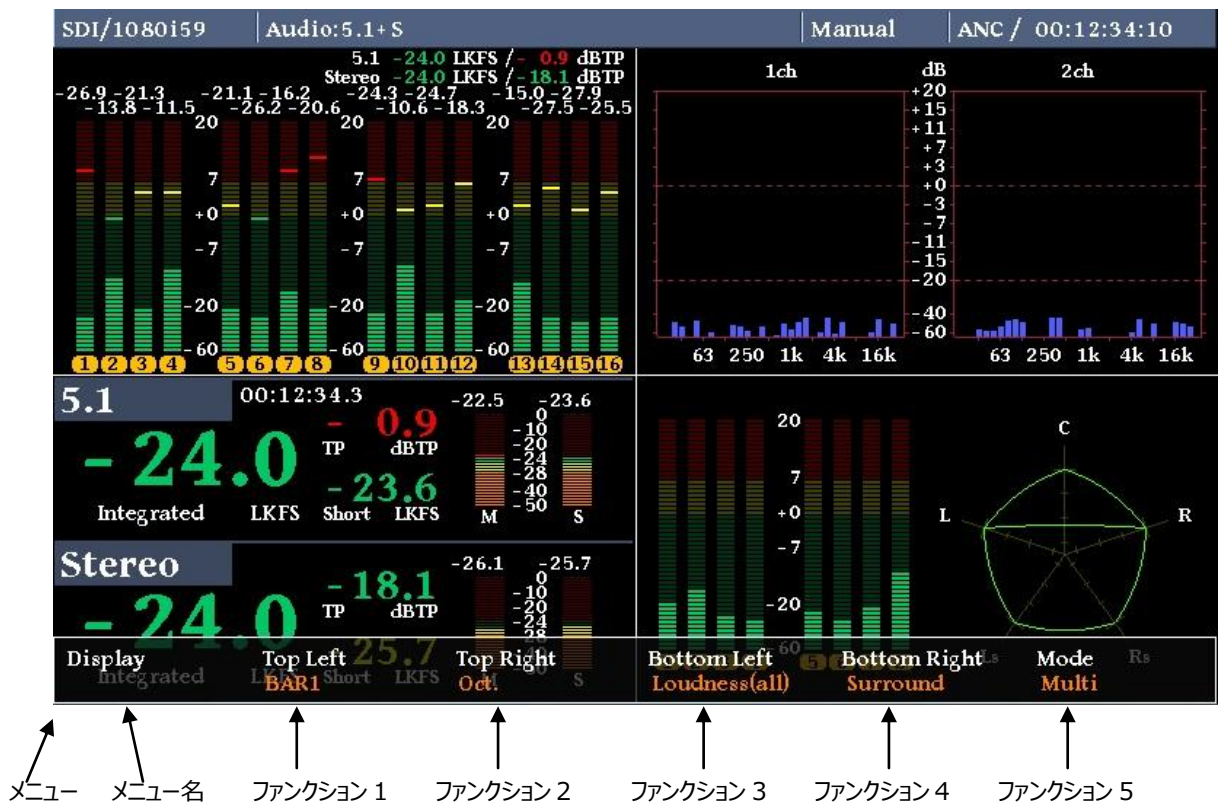 SDI/1080i59 Audio:5.1+S Manual ANC / 00:12:34:10
5.1 -24.0 LKFS /- 0.9 dBTP
Stereo -24.0 LKFS /-18.1 dBTP
-26.9 -21.3 -21.1 -16.2 -24.3 -24.7 -15.0 -27.9
-13.8 -11.5 -26.2 -20.6 -10.6 -18.3 -27.5 -25.5
20 20 20
7 7 7
+0 +0 +0
-7 -7 -7
-20 -20 -20
-60 -60 -60
1 2 3 4 5 6 7 8 9 10 11 12 13 14 15 16
1ch dB 2ch
+20
+15
+11
+7
+3
+0
-3
-7
-11
-15
-20
-40
-60
63 250 1k 4k 16k 63 250 1k 4k 16k
5.1 00:12:34.3
-24.0
Integrated LKFS
- 0.9
TP dBTP
-23.6
Short LKFS
-22.5 -23.6
0
-10
-20
-24
-28
-40
-50
M S
Stereo
-24.0
Integrated LKFS
-18.1
TP dBTP
-25.7
Short LKFS
-26.1 -25.7
0
-10
-20
-24
-28
-50
M S
20
7
+0
-7
-20
-60
C
L R
Ls Rs
Display Top Left Top Right Bottom Left Bottom Right Mode
BAR1 Oct. Loudness(all) Surround Multi
メニュー メニュー名 ファンクション 1 ファンクション 2 ファンクション 3 ファンクション 4 ファンクション 5